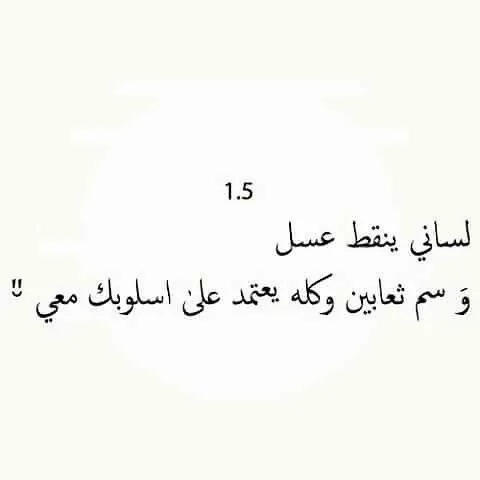 1.5
لساني ينقط عسل
وَ سم ثعابين وكله يعتمد علىٰ اسلوبك معي "